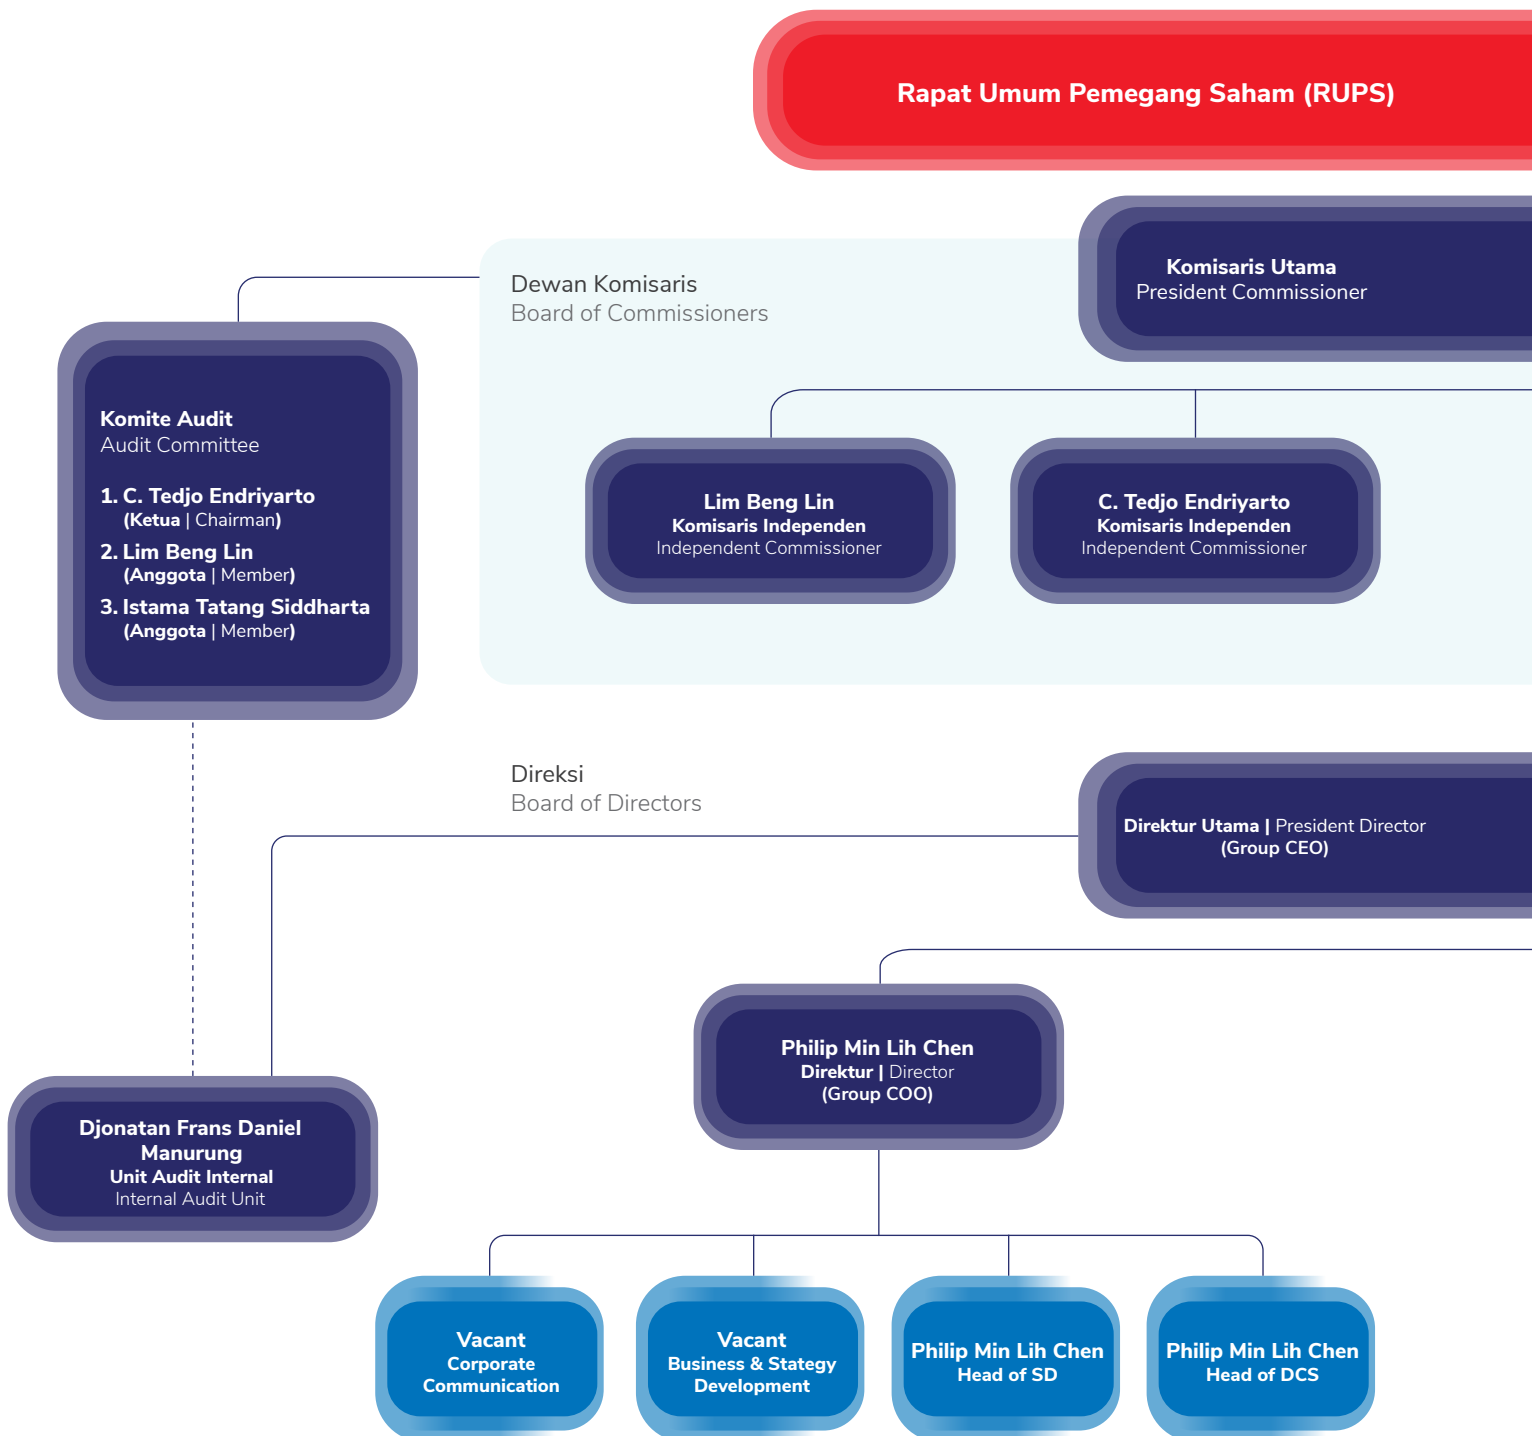 Rapat Umum Pemegang Saham (RUPS)
Komisaris Utama
President Commissioner
Dewan Komisaris
Board of Commissioners
Komite Audit
Audit Committee
1. C. Tedjo Endriyarto
(Ketua | Chairman)
2. Lim Beng Lin
(Anggota | Member)
3. Istama Tatang Siddharta
(Anggota | Member)
Lim Beng Lin
Komisaris Independen
Independent Commissioner
C. Tedjo Endriyarto
Komisaris Independen
Independent Commissioner
Direksi
Board of Directors
Direktur Utama | President Director
(Group CEO)
Philip Min Lih Chen
Direktur | Director
(Group COO)
Djonatan Frans Daniel
Manurung
Unit Audit Internal
Internal Audit Unit
Vacant
Corporate
Communication
Vacant
Business & Stategy
Development
Philip Min Lih Chen
Head of SD
Philip Min Lih Chen
Head of DCS